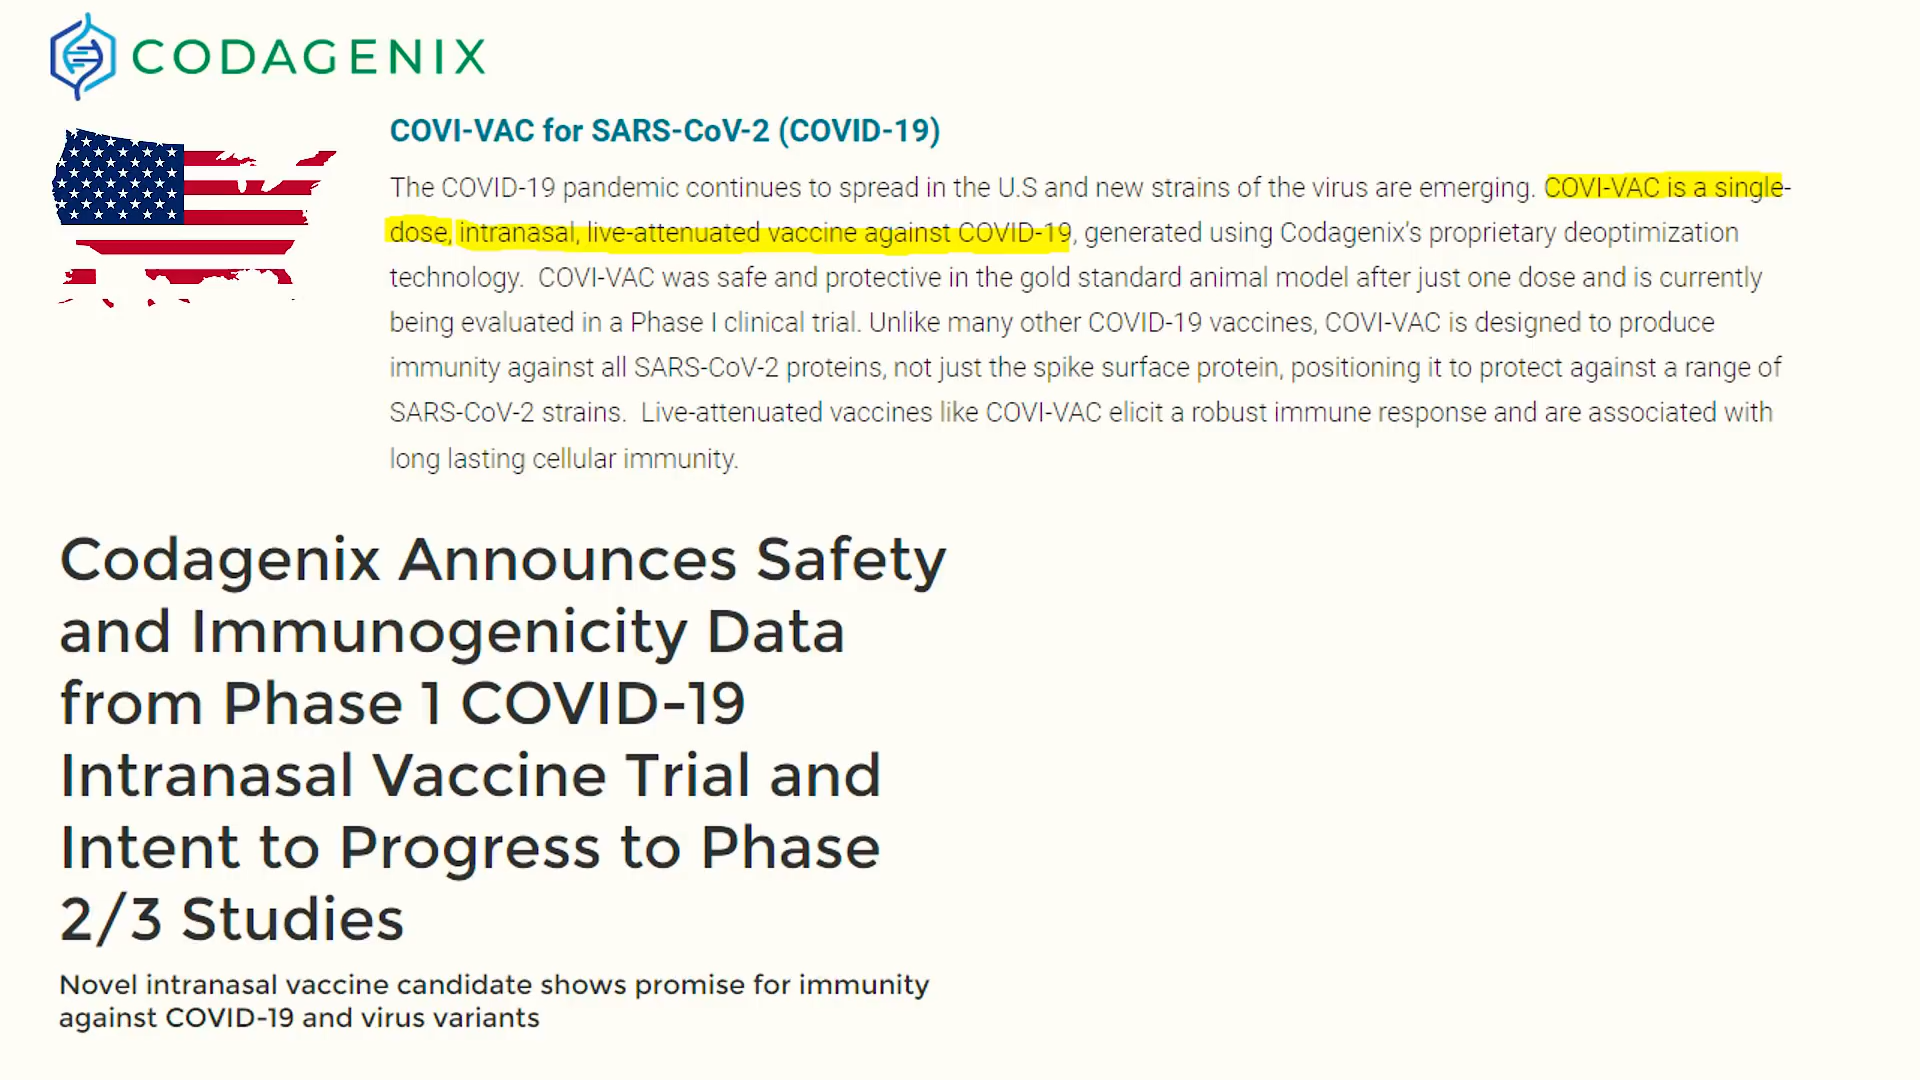 CODAGENIX
COVI-VAC for SARS-CoV-2 (COVID-19)
The COVID-19 pandemic continues to spread in the U.S and new strains of the virus are emerging. COVI-VAC is a single-
dose, intranasal, live-attenuated vaccine against COVID-19, generated using Codagenix's proprietary deoptimization
technology.  COVI-VAC was safe and protective in the gold standard animal model after just one dose and is currently
being evaluated in a Phase I clinical trial. Unlike many other COVID-19 vaccines, COVI-VAC is designed to produce
immunity against all SARS-CoV-2 proteins, not just the spike surface protein, positioning it to protect against a range of
SARS-CoV-2 strains.  Live-attenuated vaccines like COVI-VAC elicit a robust immune response and are associated with
long lasting cellular immunity.
Codagenix Announces Safety
and Immunogenicity Data
from Phase 1 COVID-19
Intranasal Vaccine Trial and
Intent to Progress to Phase
2/3 Studies
Novel intranasal vaccine candidate shows promise for immunity
against COVID-19 and virus variants